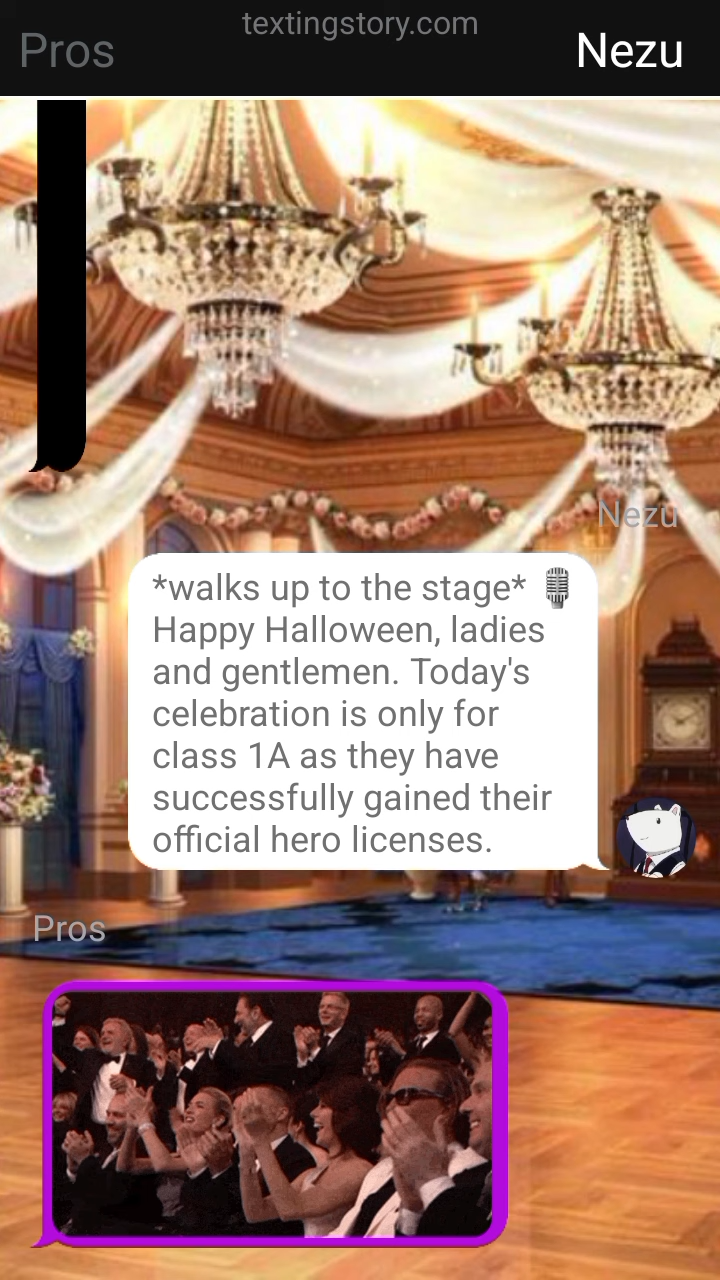 textingstory.com
Pros
Nezu
Nezu
*walks up to the stage* 🎙
Happy Halloween, ladies
and gentlemen. Today's
celebration is only for
class 1A as they have
successfully gained their
official hero licenses.
Pros